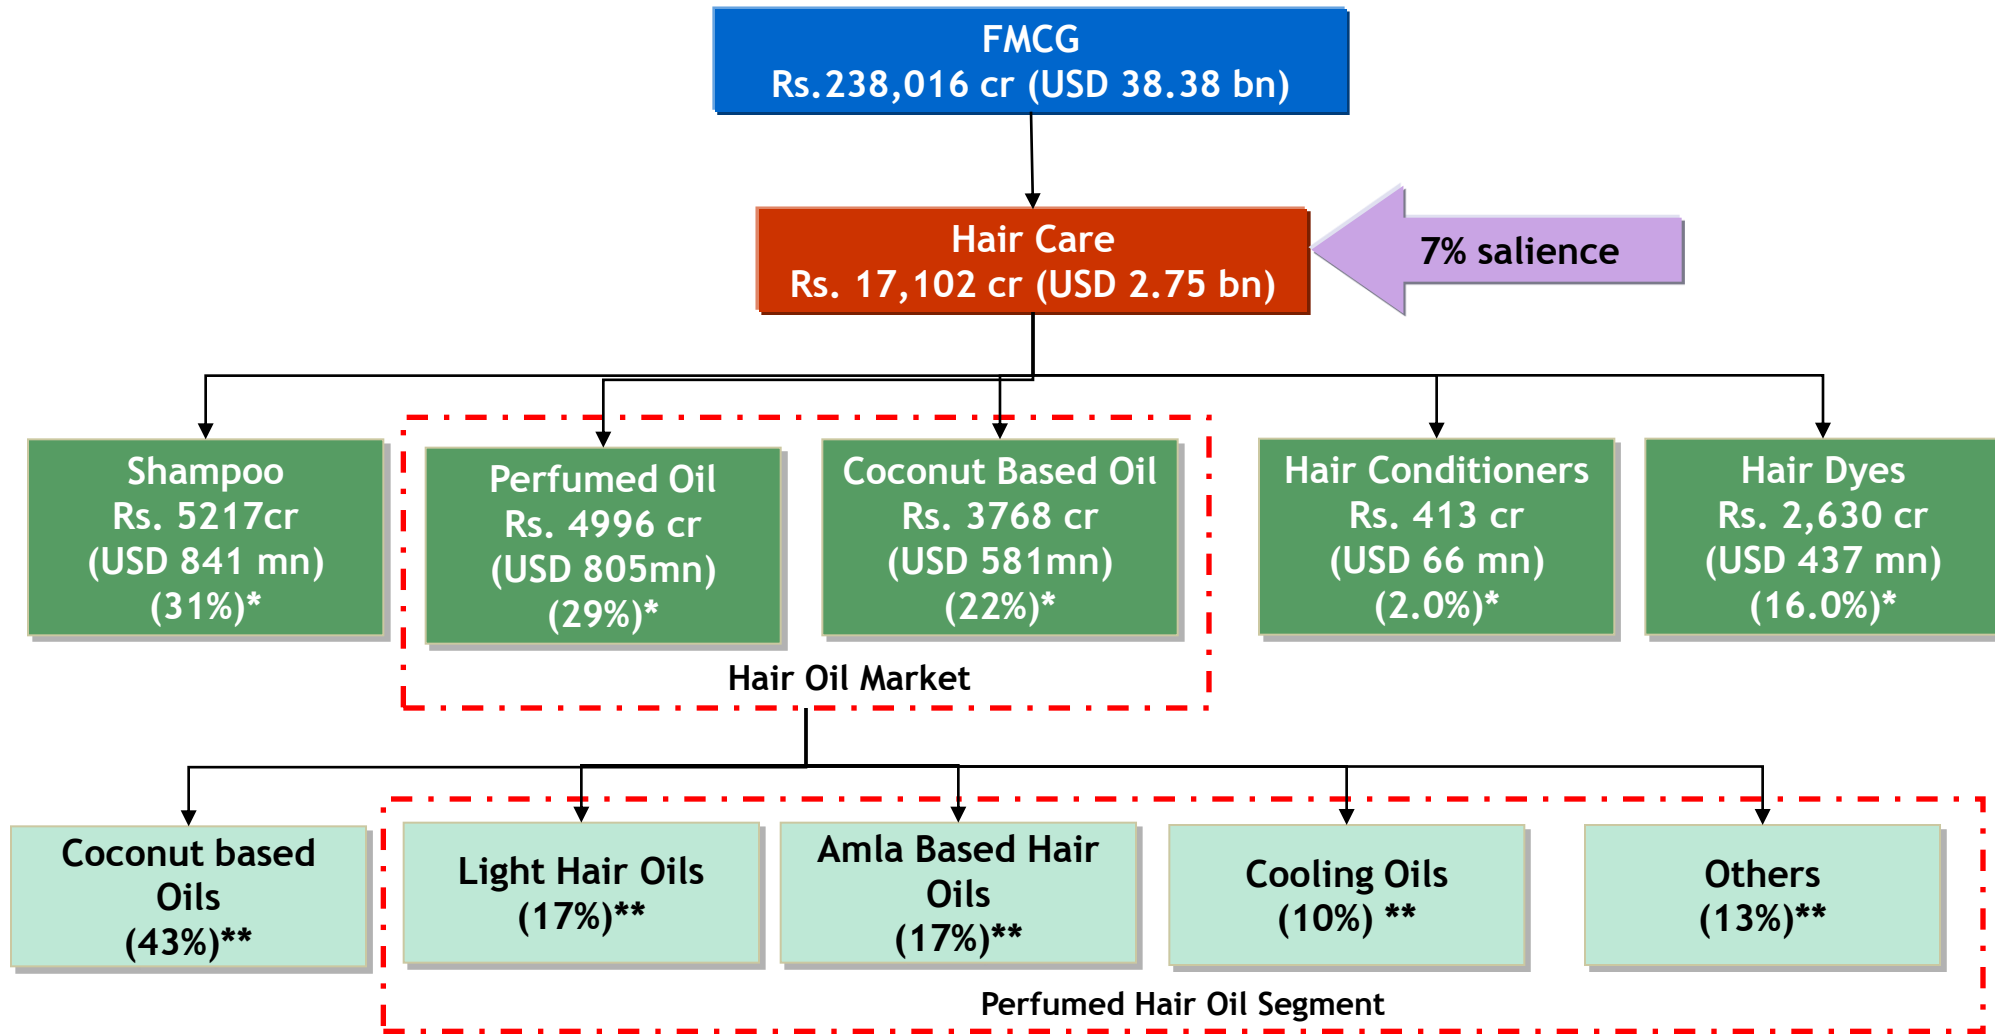 FMCG
Rs.238,016 cr (USD 38.38 bn)
Hair Care
Rs. 17,102 cr (USD 2.75 bn)
7% salience
Shampoo
Rs. 5217cr
(USD 841 mn)
(31%)*
Perfumed Oil
Rs. 4996 cr
(USD 805mn)
(29%)*
Coconut Based Oil
Rs. 3768 cr
(USD 581mn)
(22%)*
Hair Conditioners
Rs. 413 cr
(USD 66 mn)
(2.0%)*
Hair Dyes
Rs. 2,630 cr
(USD 437 mn)
(16.0%)*
Hair Oil Market
Coconut based
Oils
(43%)**
Light Hair Oils
(17%)**
Amla Based Hair
Oils
(17%)**
Cooling Oils
(10%) **
Others
(13%)**
Perfumed Hair Oil Segment